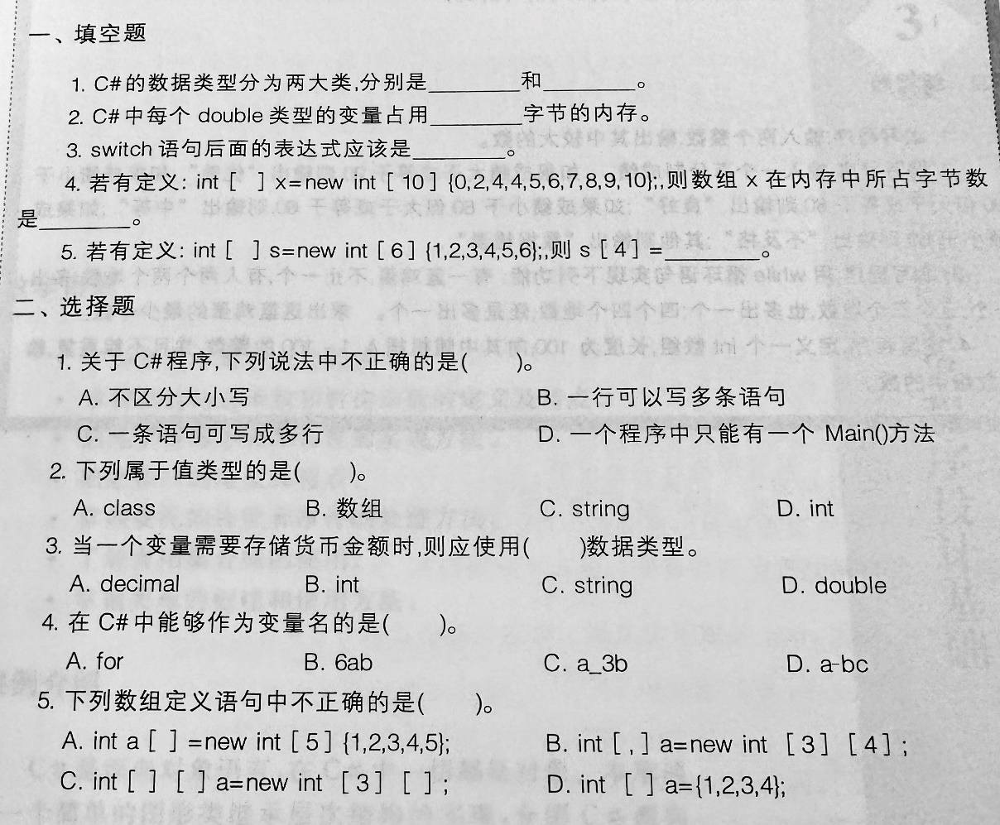 一、填空题
1. C#的数据类型分为两大类,分别是________和________。
2. C#中每个 double 类型的变量占用________字节的内存。
3. switch 语句后面的表达式应该是________。
4. 若有定义: int [ ] x=new int [ 10 ] {0,2,4,4,5,6,7,8,9,10};,则数组 x 在内存中所占字节数
是________。
5. 若有定义: int [ ] s=new int [ 6 ] {1,2,3,4,5,6};,则 s [ 4 ] =________。
二、选择题
1. 关于 C#程序,下列说法中不正确的是( )。
A. 不区分大小写 B. 一行可以写多条语句
C. 一条语句可写成多行 D. 一个程序中只能有一个 Main()方法
2. 下列属于值类型的是( )。
A. class B. 数组 C. string D. int
3. 当一个变量需要存储货币金额时,则应使用( )数据类型。
A. decimal B. int C. string D. double
4. 在 C#中能够作为变量名的是( )。
A. for B. 6ab C. a_3b D. a-bc
5. 下列数组定义语句中不正确的是( )。
A. int a [ ] =new int [ 5 ] {1,2,3,4,5}; B. int [ , ] a=new int [ 3 ] [ 4 ] ;
C. int [ ] [ ] a=new int [ 3 ] [ ] ; D. int [ ] a={1,2,3,4};